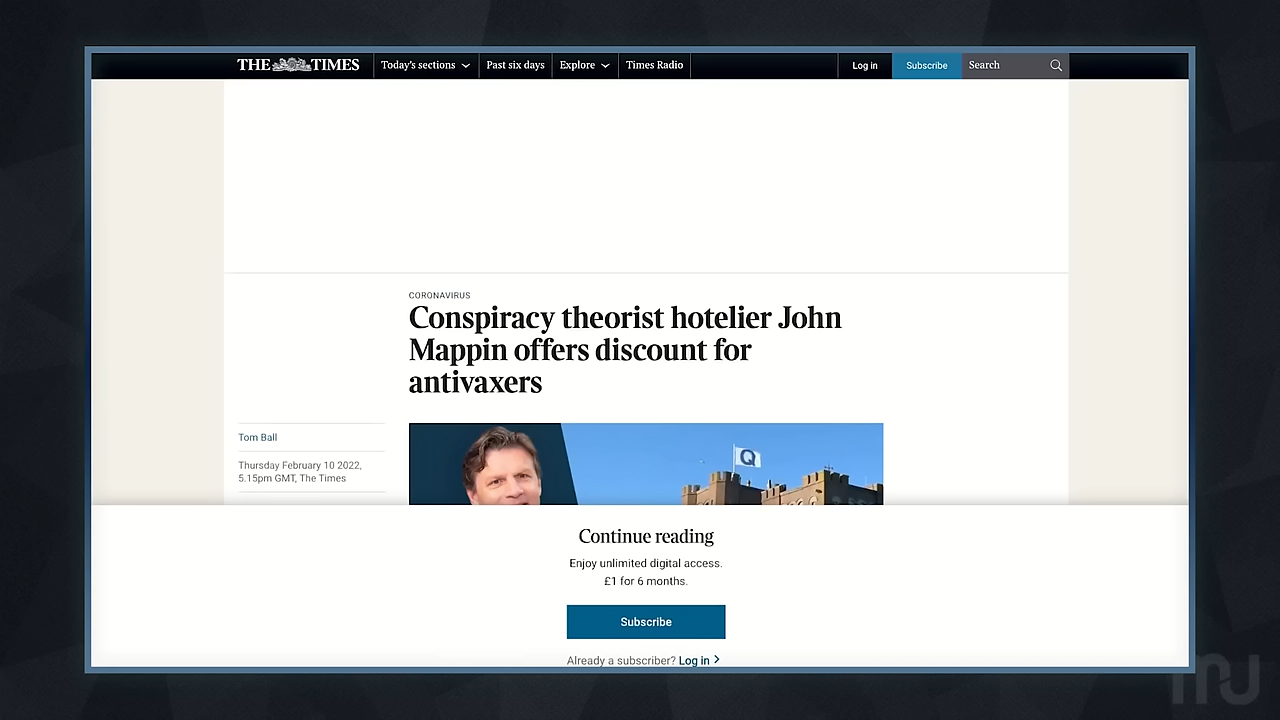 THE TIMES
Today's sections
Past six days
Explore
Times Radio
Log in
Subscribe
Search
CORONAVIRUS
Conspiracy theorist hotelier John
Mappin offers discount for
antivaxers
Tom Ball
Thursday February 10 2022,
5.15pm GMT, The Times
Q
Continue reading
Enjoy unlimited digital access.
£1 for 6 months.
Subscribe
Already a subscriber? Log in